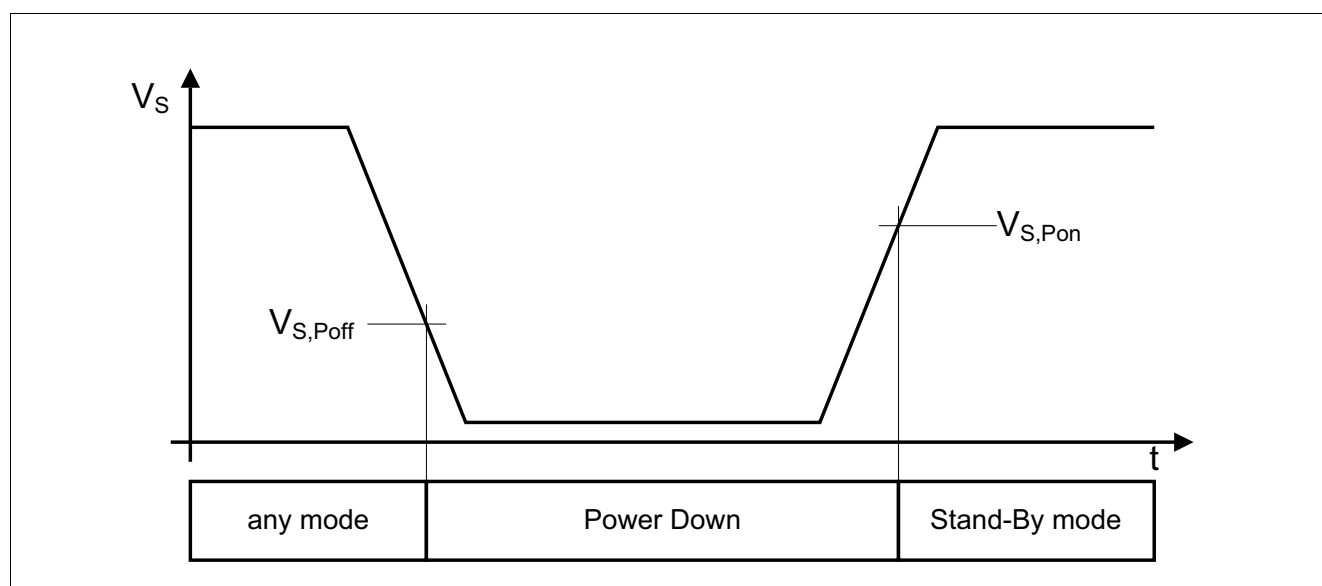 V_S
V_S,Pon
V_S,Poff
t
any mode Power Down Stand-By mode